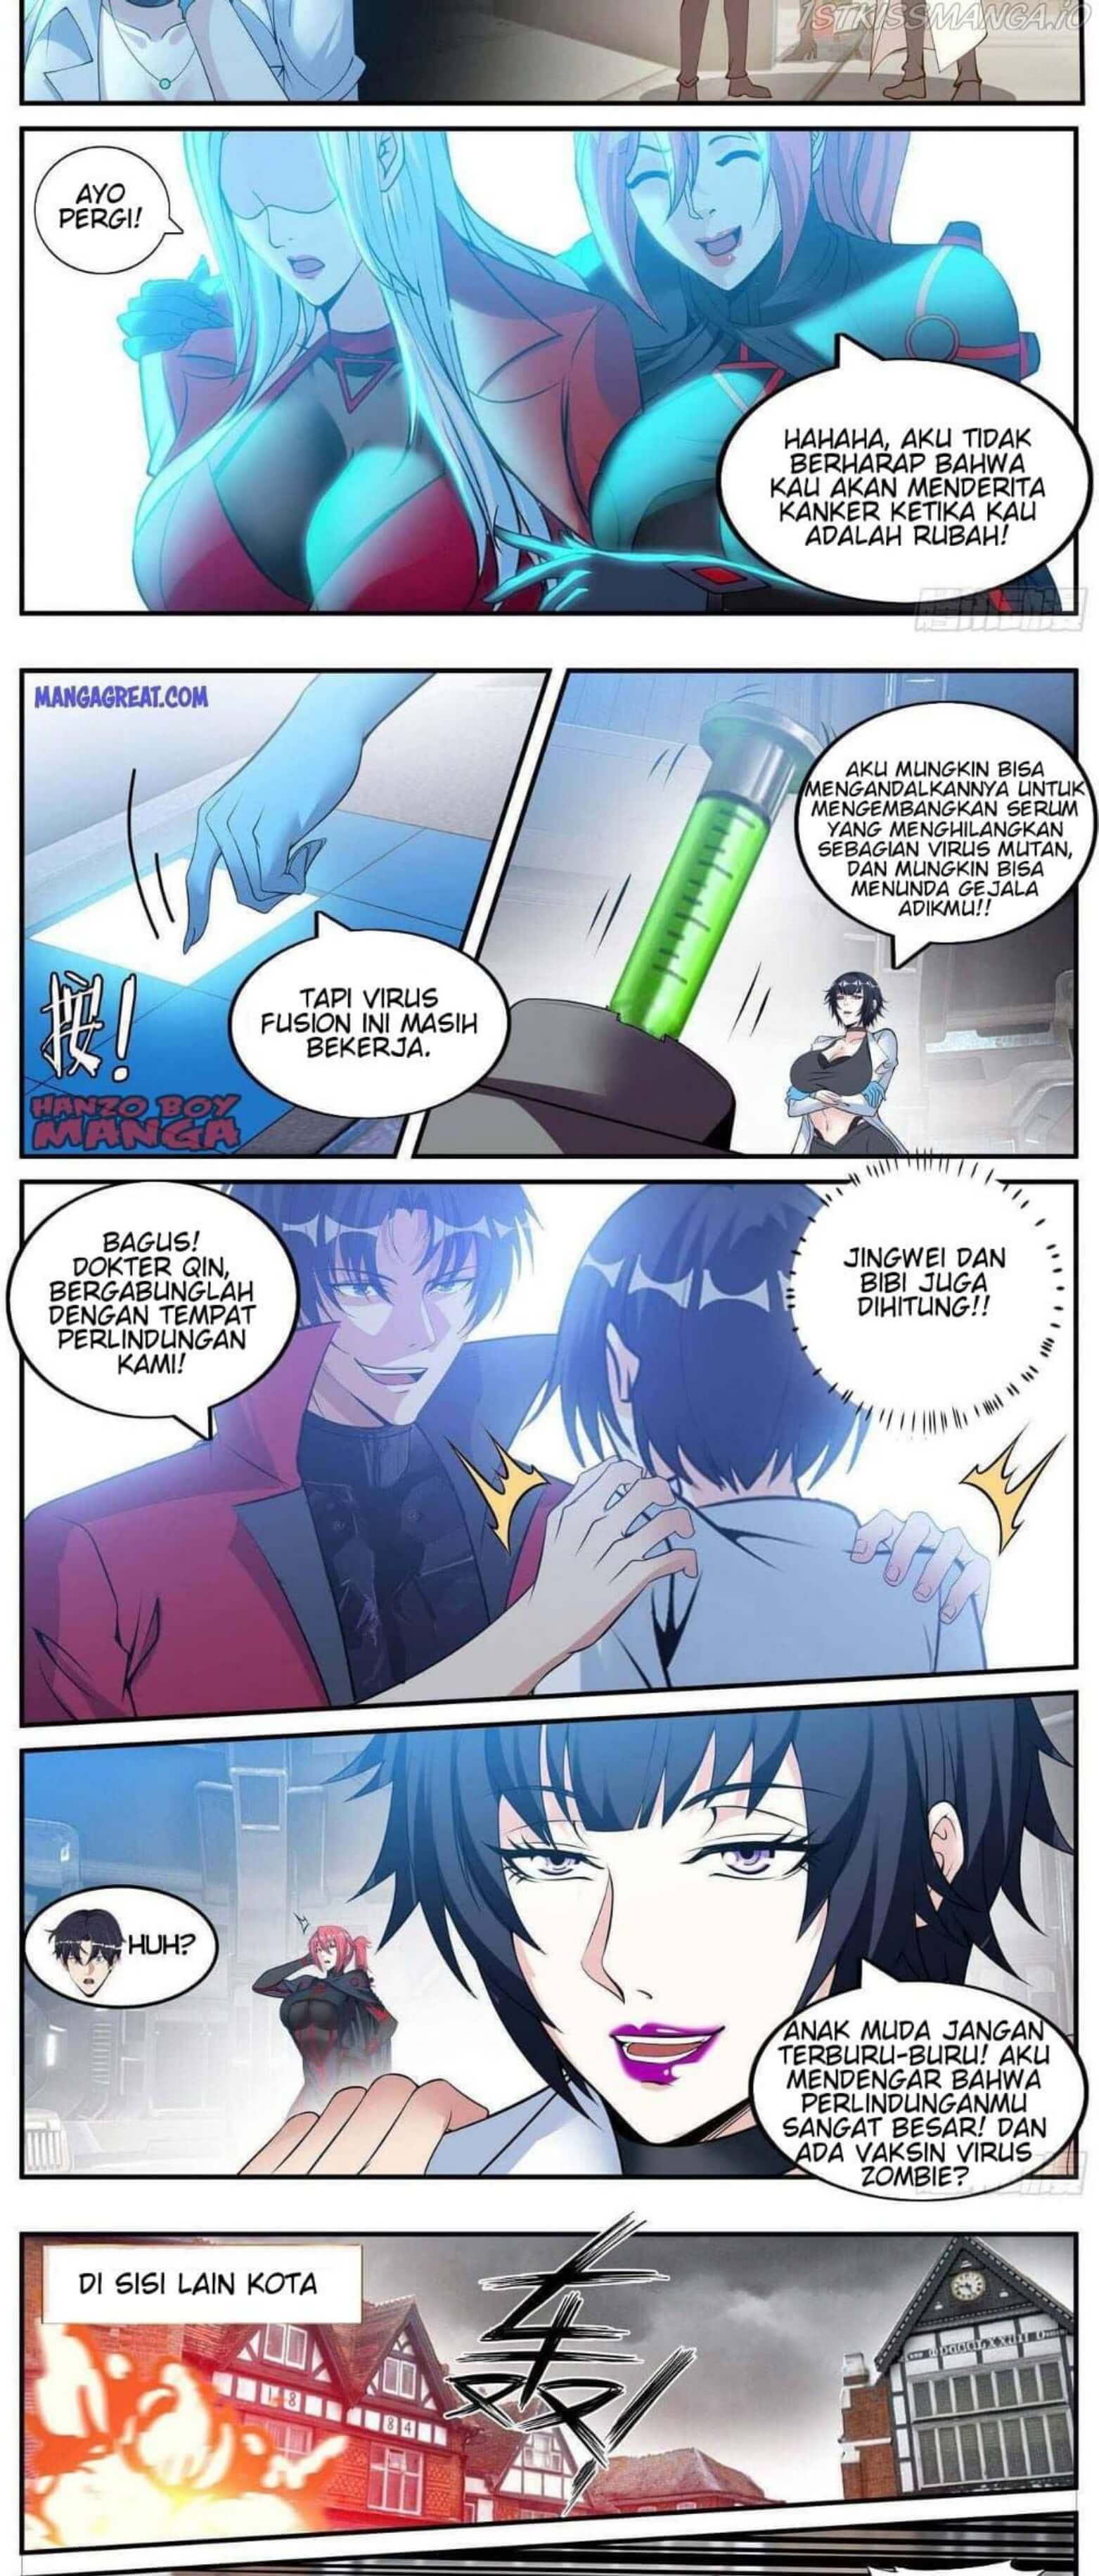 1STKISSMANGA.IO
AYO
PERGI!
HAHAHA, AKU TIDAK
BERHARAP BAHWA
KAU AKAN MENDERITA
KANKER KETIKA KAU
ADALAH RUBAH!
MANGAGREAT.COM
AKU MUNGKIN BISA
MENGANDALKANNYA UNTUK
MENGEMBANGKAN SERUM
YANG MENGHILANGKAN
SEBAGIAN VIRUS MUTAN,
DAN MUNGKIN BISA
MENUNDA GEJALA
ADIKMU!!
按!
TAPI VIRUS
FUSION INI MASIH
BEKERJA.
HANZO BOY
MANGA
BAGUS!
DOKTER QIN,
BERGABUNGLAH
DENGAN TEMPAT
PERLINDUNGAN
KAMI!
JINGWEI DAN
BIBI JUGA
DIHITUNG!!
HUH?
ANAK MUDA JANGAN
TERBURU-BURU! AKU
MENDENGAR BAHWA
PERLINDUNGANMU
SANGAT BESAR! DAN
ADA VAKSIN VIRUS
ZOMBIE?
DI SISI LAIN KOTA
1 8
8 4